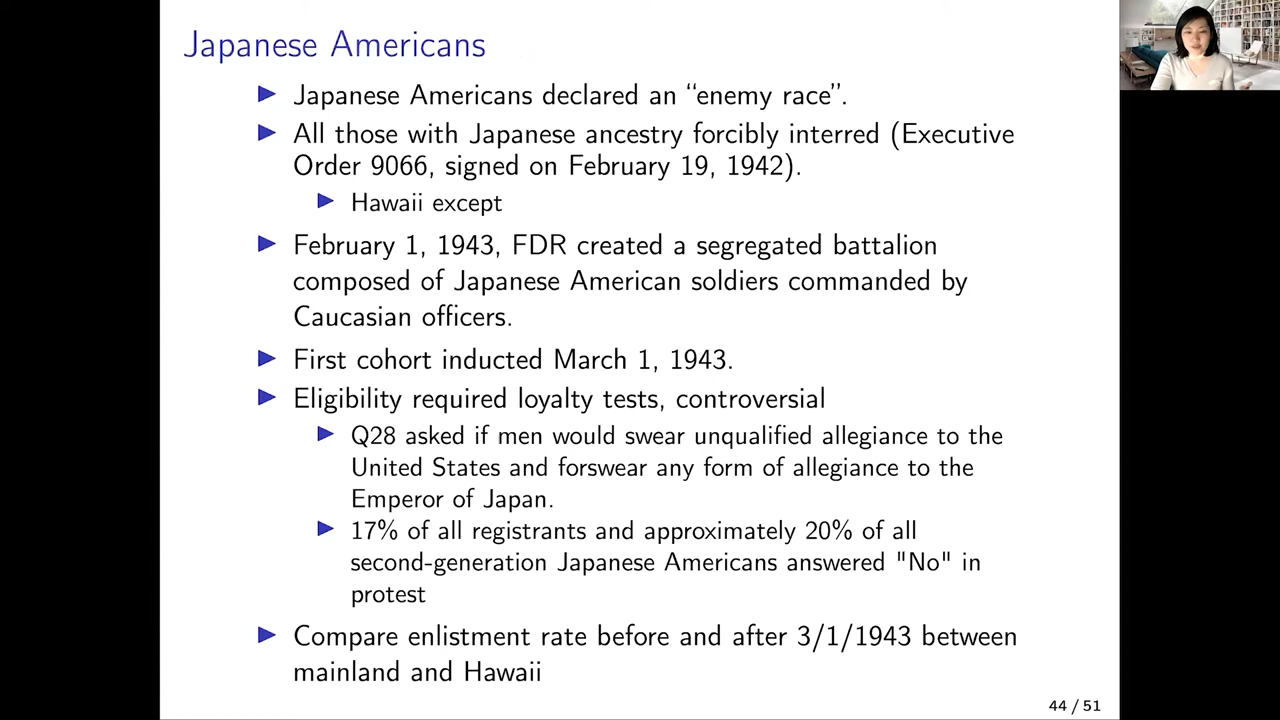 Japanese Americans
Japanese Americans declared an “enemy race”.
All those with Japanese ancestry forcibly interred (Executive
Order 9066, signed on February 19, 1942).
Hawaii except
February 1, 1943, FDR created a segregated battalion
composed of Japanese American soldiers commanded by
Caucasian officers.
First cohort inducted March 1, 1943.
Eligibility required loyalty tests, controversial
Q28 asked if men would swear unqualified allegiance to the
United States and forswear any form of allegiance to the
Emperor of Japan.
17% of all registrants and approximately 20% of all
second-generation Japanese Americans answered "No" in
protest
Compare enlistment rate before and after 3/1/1943 between
mainland and Hawaii
44 / 51